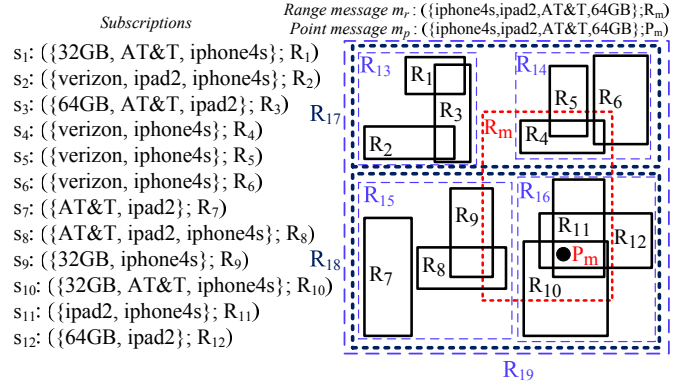 Subscriptions
Range message mr : ({iphone4s,ipad2,AT&T,64GB};Rm)
Point message mp : ({iphone4s,ipad2,AT&T,64GB};Pm)
s1: ({32GB, AT&T, iphone4s}; R1)
s2: ({verizon, ipad2, iphone4s}; R2)
s3: ({64GB, AT&T, ipad2}; R3)
s4: ({verizon, iphone4s}; R4)
s5: ({verizon, iphone4s}; R5)
s6: ({verizon, iphone4s}; R6)
s7: ({AT&T, ipad2}; R7)
s8: ({AT&T, ipad2, iphone4s}; R8)
s9: ({32GB, iphone4s}; R9)
s10: ({32GB, AT&T, iphone4s}; R10)
s11: ({ipad2, iphone4s}; R11)
s12: ({64GB, ipad2}; R12)
R13
R1
R14
R17
R3
R5
R6
R2
Rm
R4
R15
R16
R9
R11
R12
R18
R7
R8
Pm
R10
R19